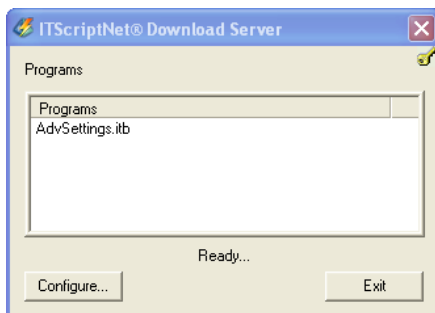 ITScriptNet® Download Server
Programs
Programs
AdvSettings.itb
Ready...
Configure...
Exit